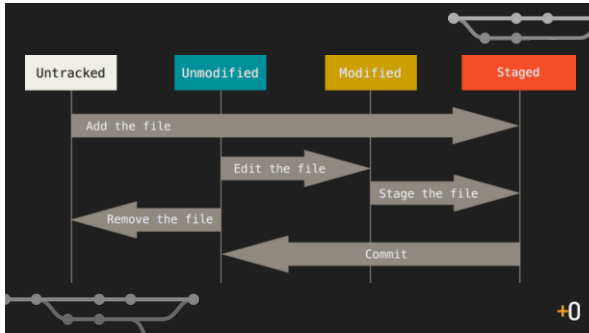 Untracked
Unmodified
Modified
Staged
Add the file
Edit the file
Stage the file
Remove the file
Commit
+0